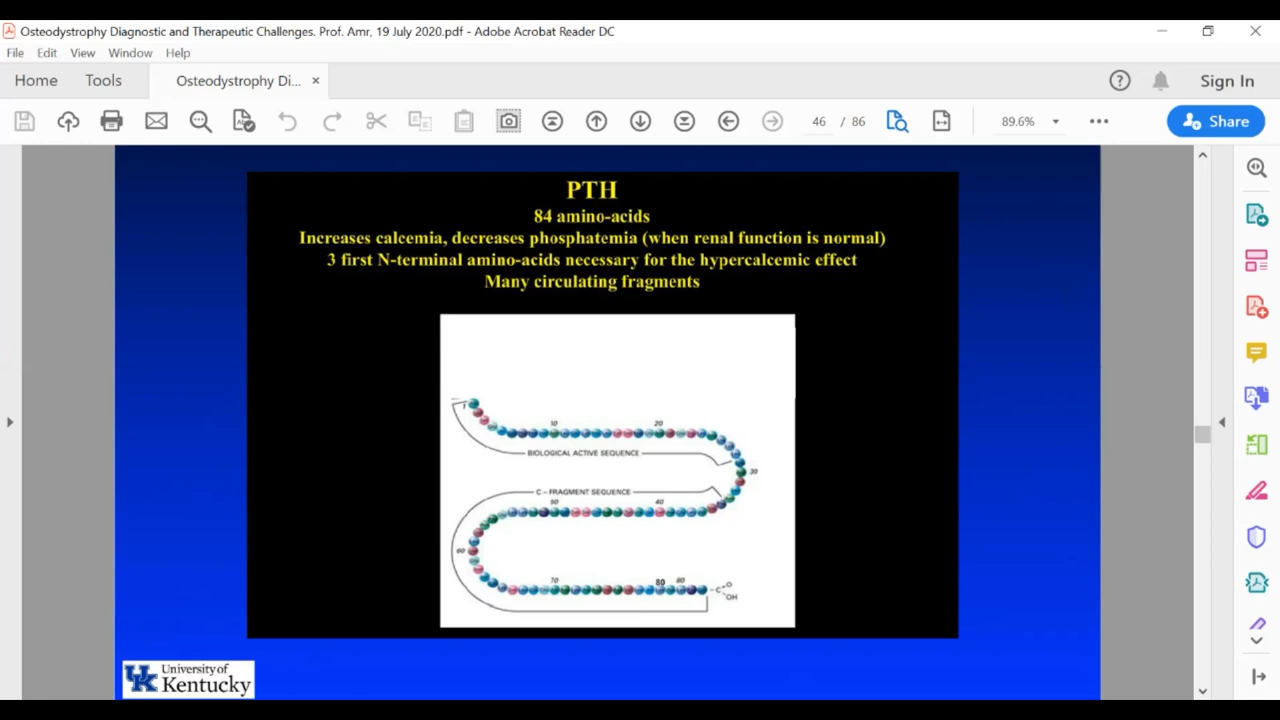 Osteodystrophy Diagnostic and Therapeutic Challenges. Prof. Amr, 19 July 2020.pdf - Adobe Acrobat Reader DC
File Edit View Window Help
Home Tools Osteodystrophy Di... × Sign In
46 / 86 89.6% Share
PTH
84 amino-acids
Increases calcemia, decreases phosphatemia (when renal function is normal)
3 first N-terminal amino-acids necessary for the hypercalcemic effect
Many circulating fragments
1
10 20
BIOLOGICAL ACTIVE SEQUENCE
30
C - FRAGMENT SEQUENCE
50 40
60
70 80 80
C O
OH
University of
UK Kentucky